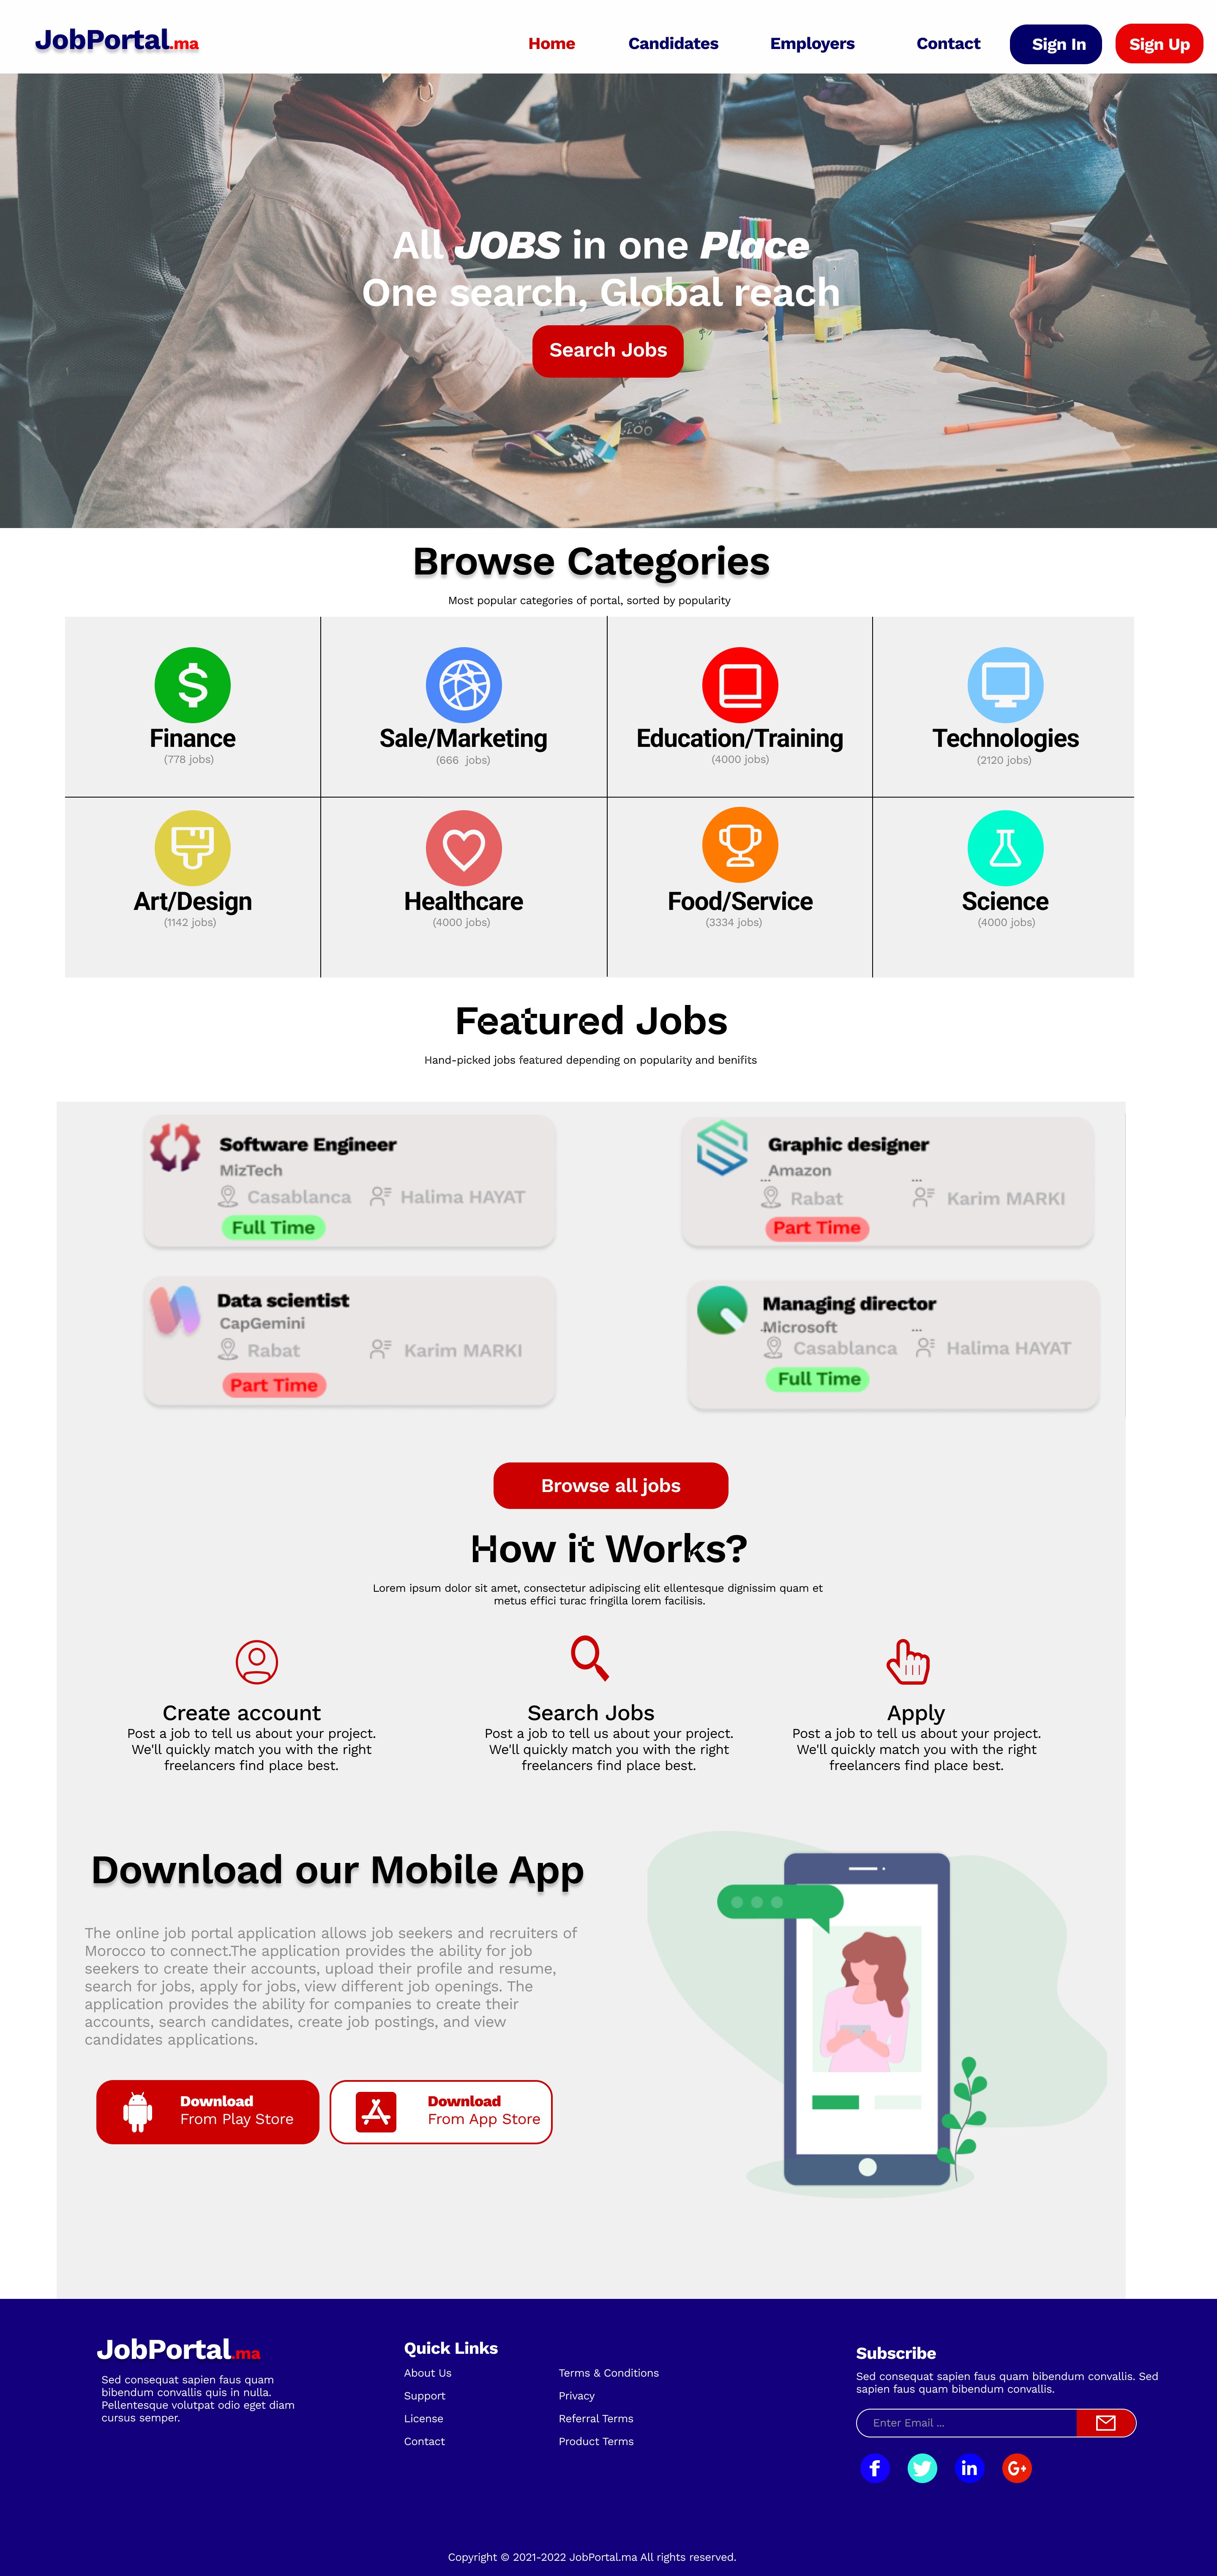 JobPortal.ma
Home Candidates Employers Contact Sign In Sign Up
All JOBS in one Place
One search, Global reach
Search Jobs
Browse Categories
Most popular categories of portal, sorted by popularity
Finance Sale/Marketing Education/Training Technologies
(778 jobs) (666 jobs) (4000 jobs) (2120 jobs)
Art/Design Healthcare Food/Service Science
(1142 jobs) (4000 jobs) (3334 jobs) (4000 jobs)
Featured Jobs
Hand-picked jobs featured depending on popularity and benifits
Software Engineer
MizTech
Casablanca Halima HAYAT
Full Time
Graphic designer
Amazon
... ...
Rabat Karim MARKI
Part Time
Data scientist
CapGemini
Rabat Karim MARKI
Part Time
Managing director
Microsoft
... ...
Casablanca Halima HAYAT
Full Time
Browse all jobs
How it Works?
Lorem ipsum dolor sit amet, consectetur adipiscing elit ellentesque dignissim quam et
metus effici turac fringilla lorem facilisis.
Create account
Post a job to tell us about your project.
We'll quickly match you with the right
freelancers find place best.
Search Jobs
Post a job to tell us about your project.
We'll quickly match you with the right
freelancers find place best.
Apply
Post a job to tell us about your project.
We'll quickly match you with the right
freelancers find place best.
Download our Mobile App
The online job portal application allows job seekers and recruiters of
Morocco to connect.The application provides the ability for job
seekers to create their accounts, upload their profile and resume,
search for jobs, apply for jobs, view different job openings. The
application provides the ability for companies to create their
accounts, search candidates, create job postings, and view
candidates applications.
Download
From Play Store
Download
From App Store
JobPortal.ma
Sed consequat sapien faus quam
bibendum convallis quis in nulla.
Pellentesque volutpat odio eget diam
cursus semper.
Quick Links
About Us Terms & Conditions
Support Privacy
License Referral Terms
Contact Product Terms
Subscribe
Sed consequat sapien faus quam bibendum convallis. Sed
sapien faus quam bibendum convallis.
Enter Email ...
f in G+
Copyright © 2021-2022 JobPortal.ma All rights reserved.